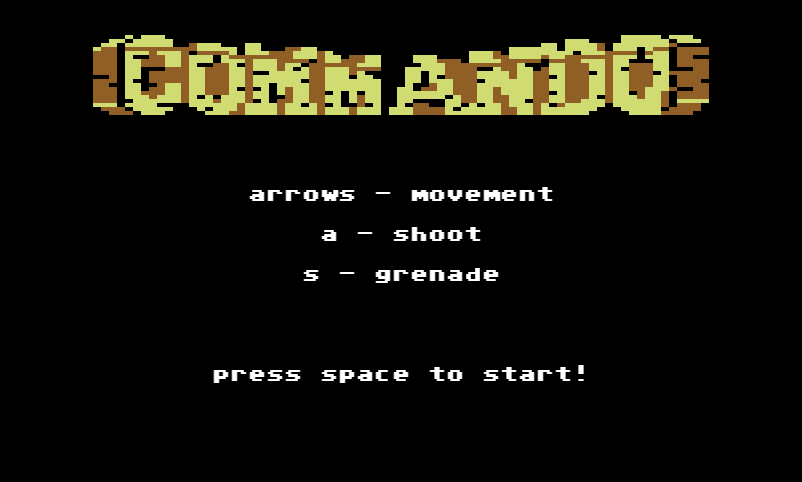 COMMANDO
arrows - movement
a - shoot
s - grenade
press space to start!